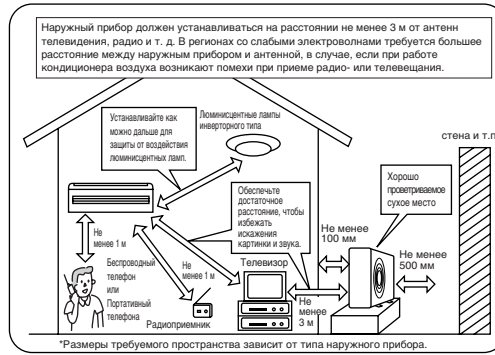 Наружный прибор должен устанавливаться на расстоянии не менее 3 м от антенн
телевидения, радио и т. д. В регионах со слабыми электроволнами требуется большее
расстояние между наружным прибором и антенной, в случае, если при работе
кондиционера воздуха возникают помехи при приеме радио- или телевещания.
Устанавливайте как
можно дальше для
защиты от воздействия
люминисцентных ламп.
Люминисцентные лампы
инверторного типа
стена и т.п
Хорошо
проветриваемое
сухое место
Обеспечьте
достаточное
расстояние, чтобы
избежать
искажения
картинки и звука.
Не
менее 1 м
Не менее
100 мм
Не менее
500 мм
Беспроводный
телефон
или
Портативный
телефона
Не
менее 1 м
Телевизор
Радиоприемник
Не
менее
3 м
*Размеры требуемого пространства зависит от типа наружного прибора.